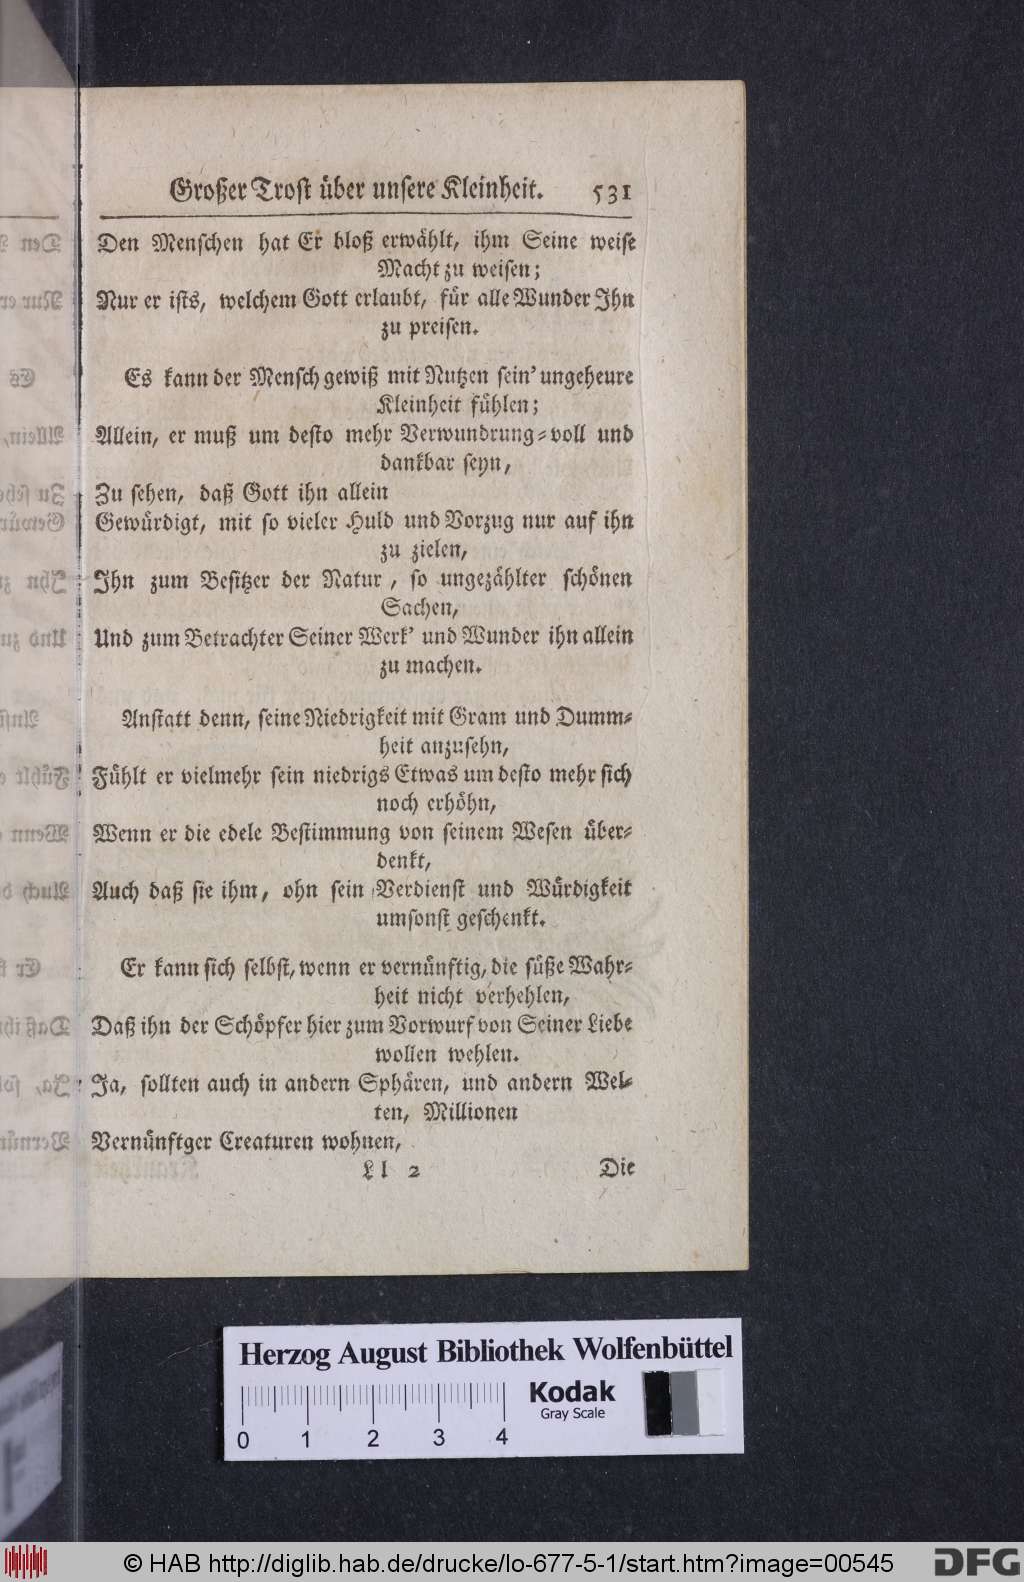 Großer Trost über unsere Kleinheit. 531
Den Menschen hat Er bloß erwählt, ihm Seine weise
Macht zu weisen;
Nur er ists, welchem Gott erlaubt, für alle Wunder Ihn
zu preisen.
Es kann der Mensch gewiß mit Nutzen sein' ungeheure
Kleinheit fühlen;
Allein, er muß um desto mehr Verwundrung-voll und
dankbar seyn,
Zu sehen, daß Gott ihn allein
Gewürdigt, mit so vieler Huld und Vorzug nur auf ihn
zu zielen,
Ihn zum Besitzer der Natur, so ungezählter schönen
Sachen,
Und zum Betrachter Seiner Werk' und Wunder ihn allein
zu machen.
Anstatt denn, seine Niedrigkeit mit Gram und Dumm-
heit anzusehn,
Fühlt er vielmehr sein niedrigs Etwas um desto mehr sich
noch erhöhn,
Wenn er die edele Bestimmung von seinem Wesen über-
denkt,
Auch daß sie ihm, ohn sein Verdienst und Würdigkeit
umsonst geschenkt.
Er kann sich selbst, wenn er vernünftig, die süße Wahr-
heit nicht verhehlen,
Daß ihn der Schöpfer hier zum Vorwurf von Seiner Liebe
wollen wehlen.
Ja, sollten auch in andern Sphären, und andern Wel-
ten, Millionen
Vernünftger Creaturen wohnen,
Ll 2 Die
Herzog August Bibliothek Wolfenbüttel
Kodak
Gray Scale
0 1 2 3 4
© HAB http://diglib.hab.de/drucke/lo-677-5-1/start.htm?image=00545
DFG